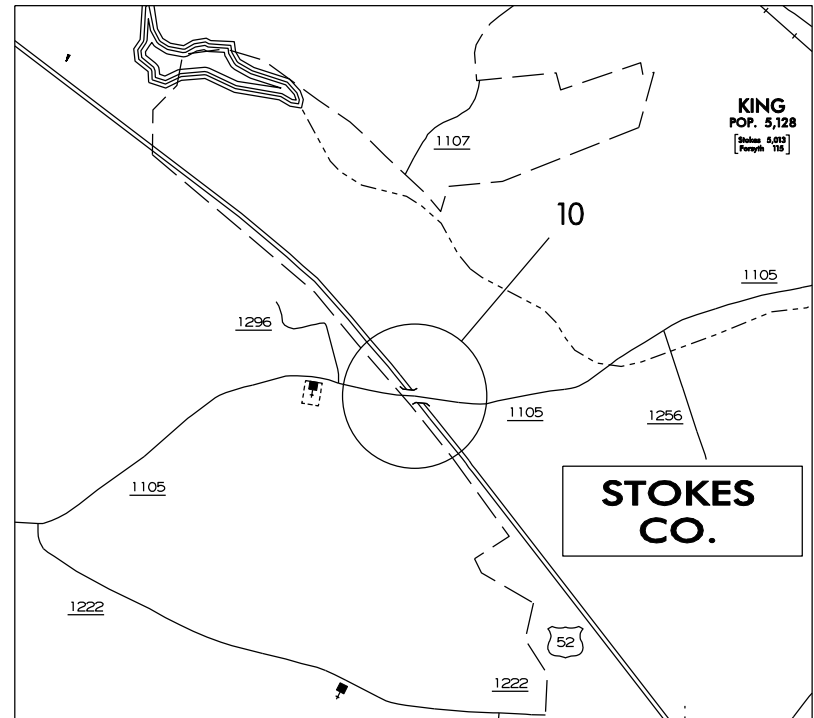 KING
POP. 5,128
[Stokes 5,013]
[Forsyth 115]
1107
10
1105
1296
1105
1256
1105
STOKES
CO.
1222
52
1222